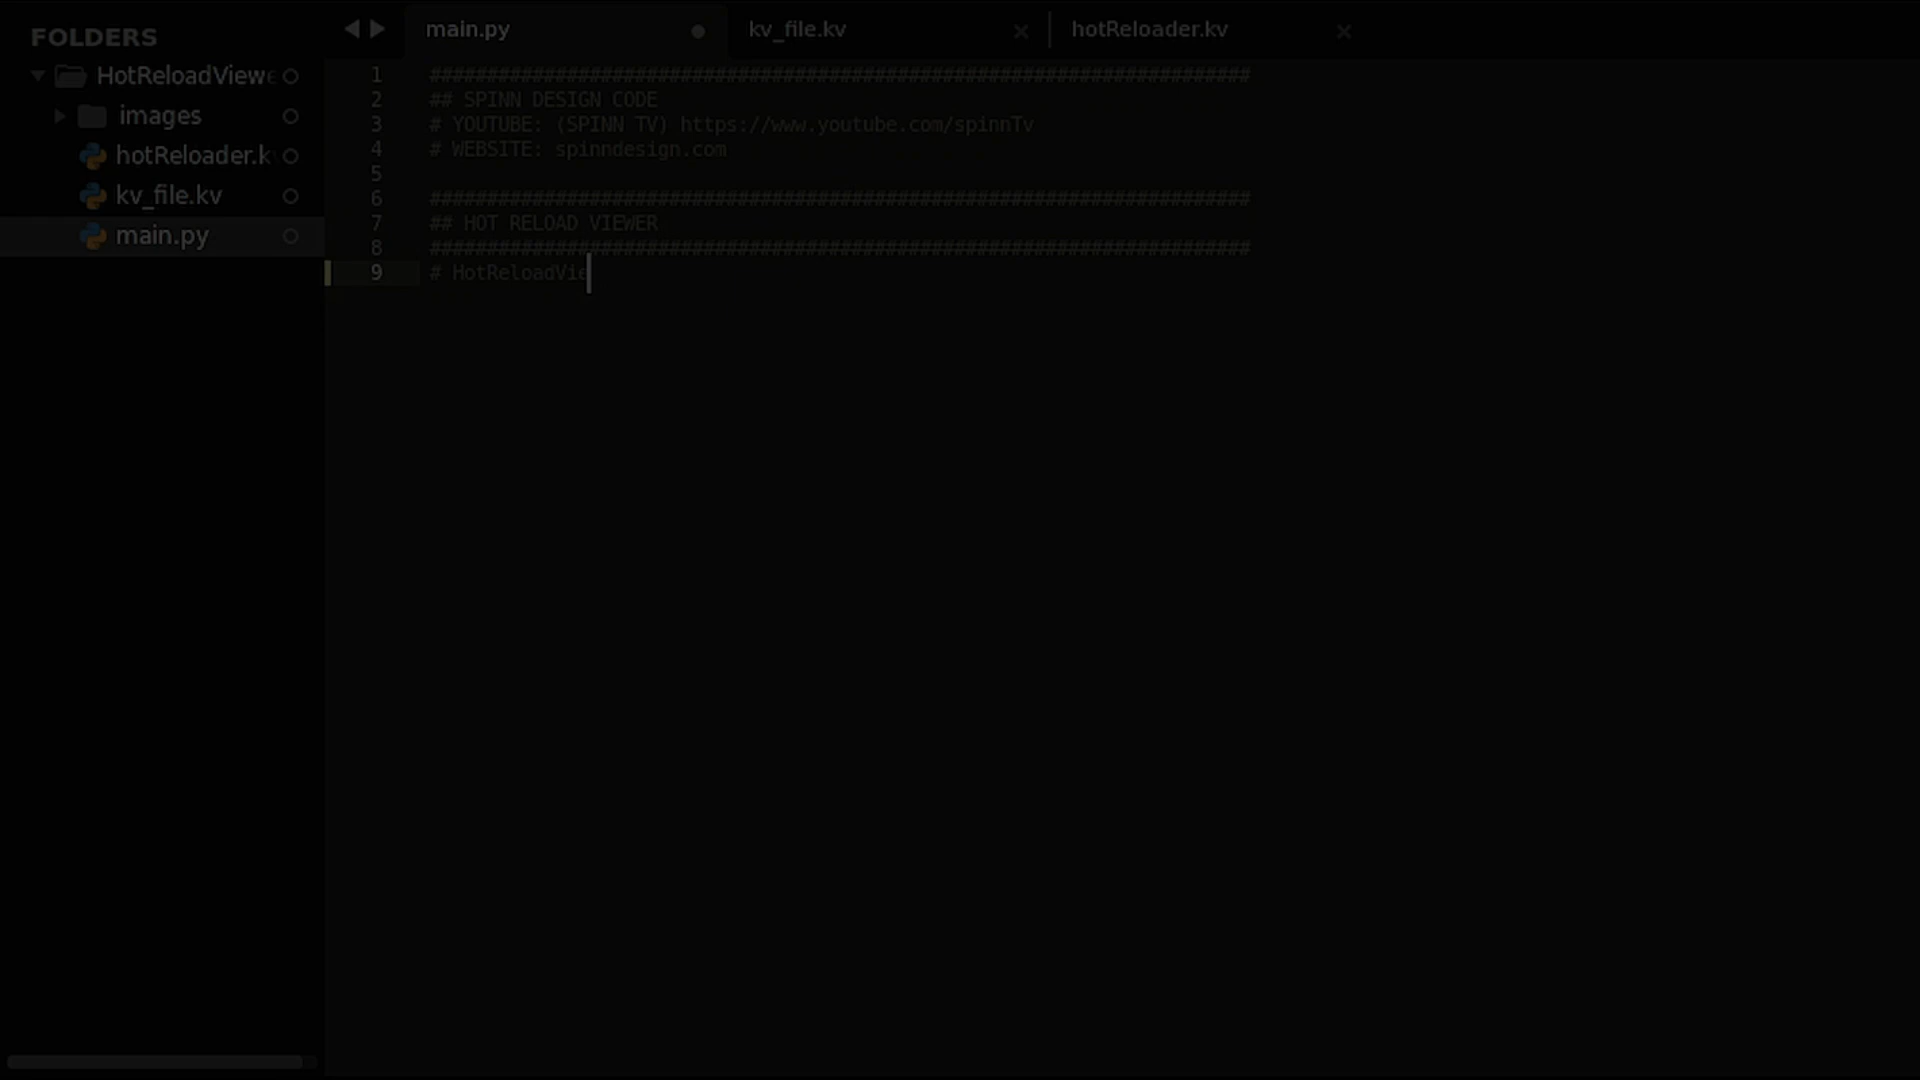 FOLDERS
HotReloadViewe
images
hotReloader.k
kv_file.kv
main.py
main.py
kv_file.kv
hotReloader.kv
1 ########################################################################
2 ## SPINN DESIGN CODE
3 # YOUTUBE: (SPINN TV) https://www.youtube.com/spinnTv
4 # WEBSITE: spinndesign.com
5
6 ########################################################################
7 ## HOT RELOAD VIEWER
8 ########################################################################
9 # HotReloadVie